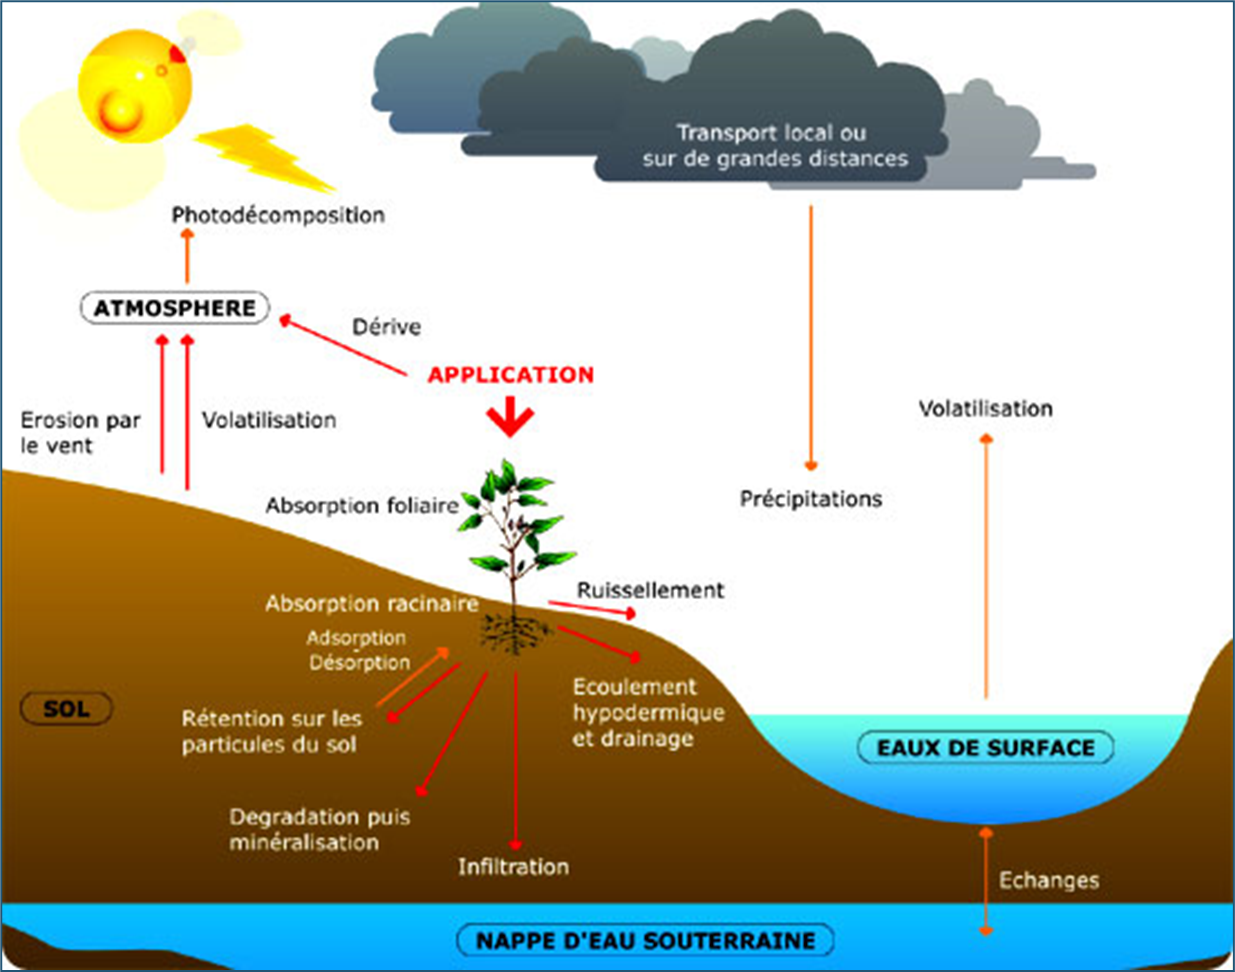 Transport local ou
sur de grandes distances
Photodécomposition
ATMOSPHERE
Dérive
APPLICATION
Erosion par
le vent
Volatilisation
Volatilisation
Précipitations
Absorption foliaire
Ruissellement
Absorption racinaire
Adsorption
Désorption
Ecoulement
hypodermique
et drainage
SOL
Rétention sur les
particules du sol
EAUX DE SURFACE
Degradation puis
minéralisation
Infiltration
Echanges
NAPPE D'EAU SOUTERRAINE